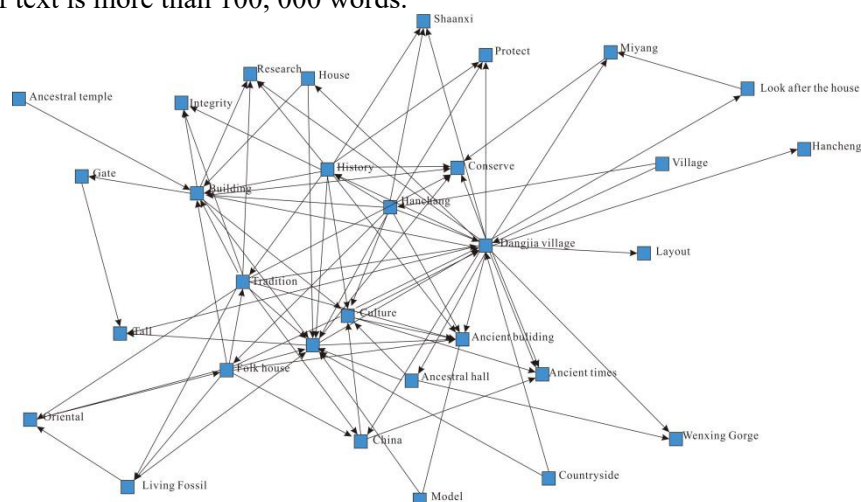 text is more than 100, 000 words.
Shaanxi
Protect
Miyang
Research
House
Look after the house
Ancestral temple
Integrity
Hancheng
History
Conserve
Village
Gate
Building
Hanchang
Dangjia village
Layout
Tradition
Culture
Tall
Ancient buliding
Folk house
Ancestral hall
Ancient times
Oriental
China
Wenxing Gorge
Living Fossil
Countryside
Model